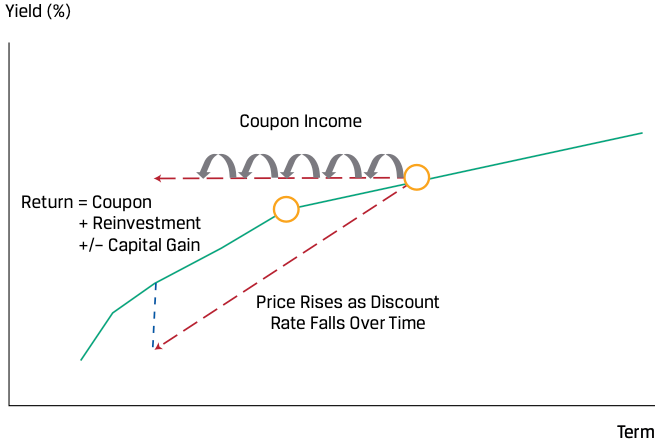 Yield (%)
Coupon Income
Return = Coupon
+ Reinvestment
+/– Capital Gain
Price Rises as Discount
Rate Falls Over Time
Term